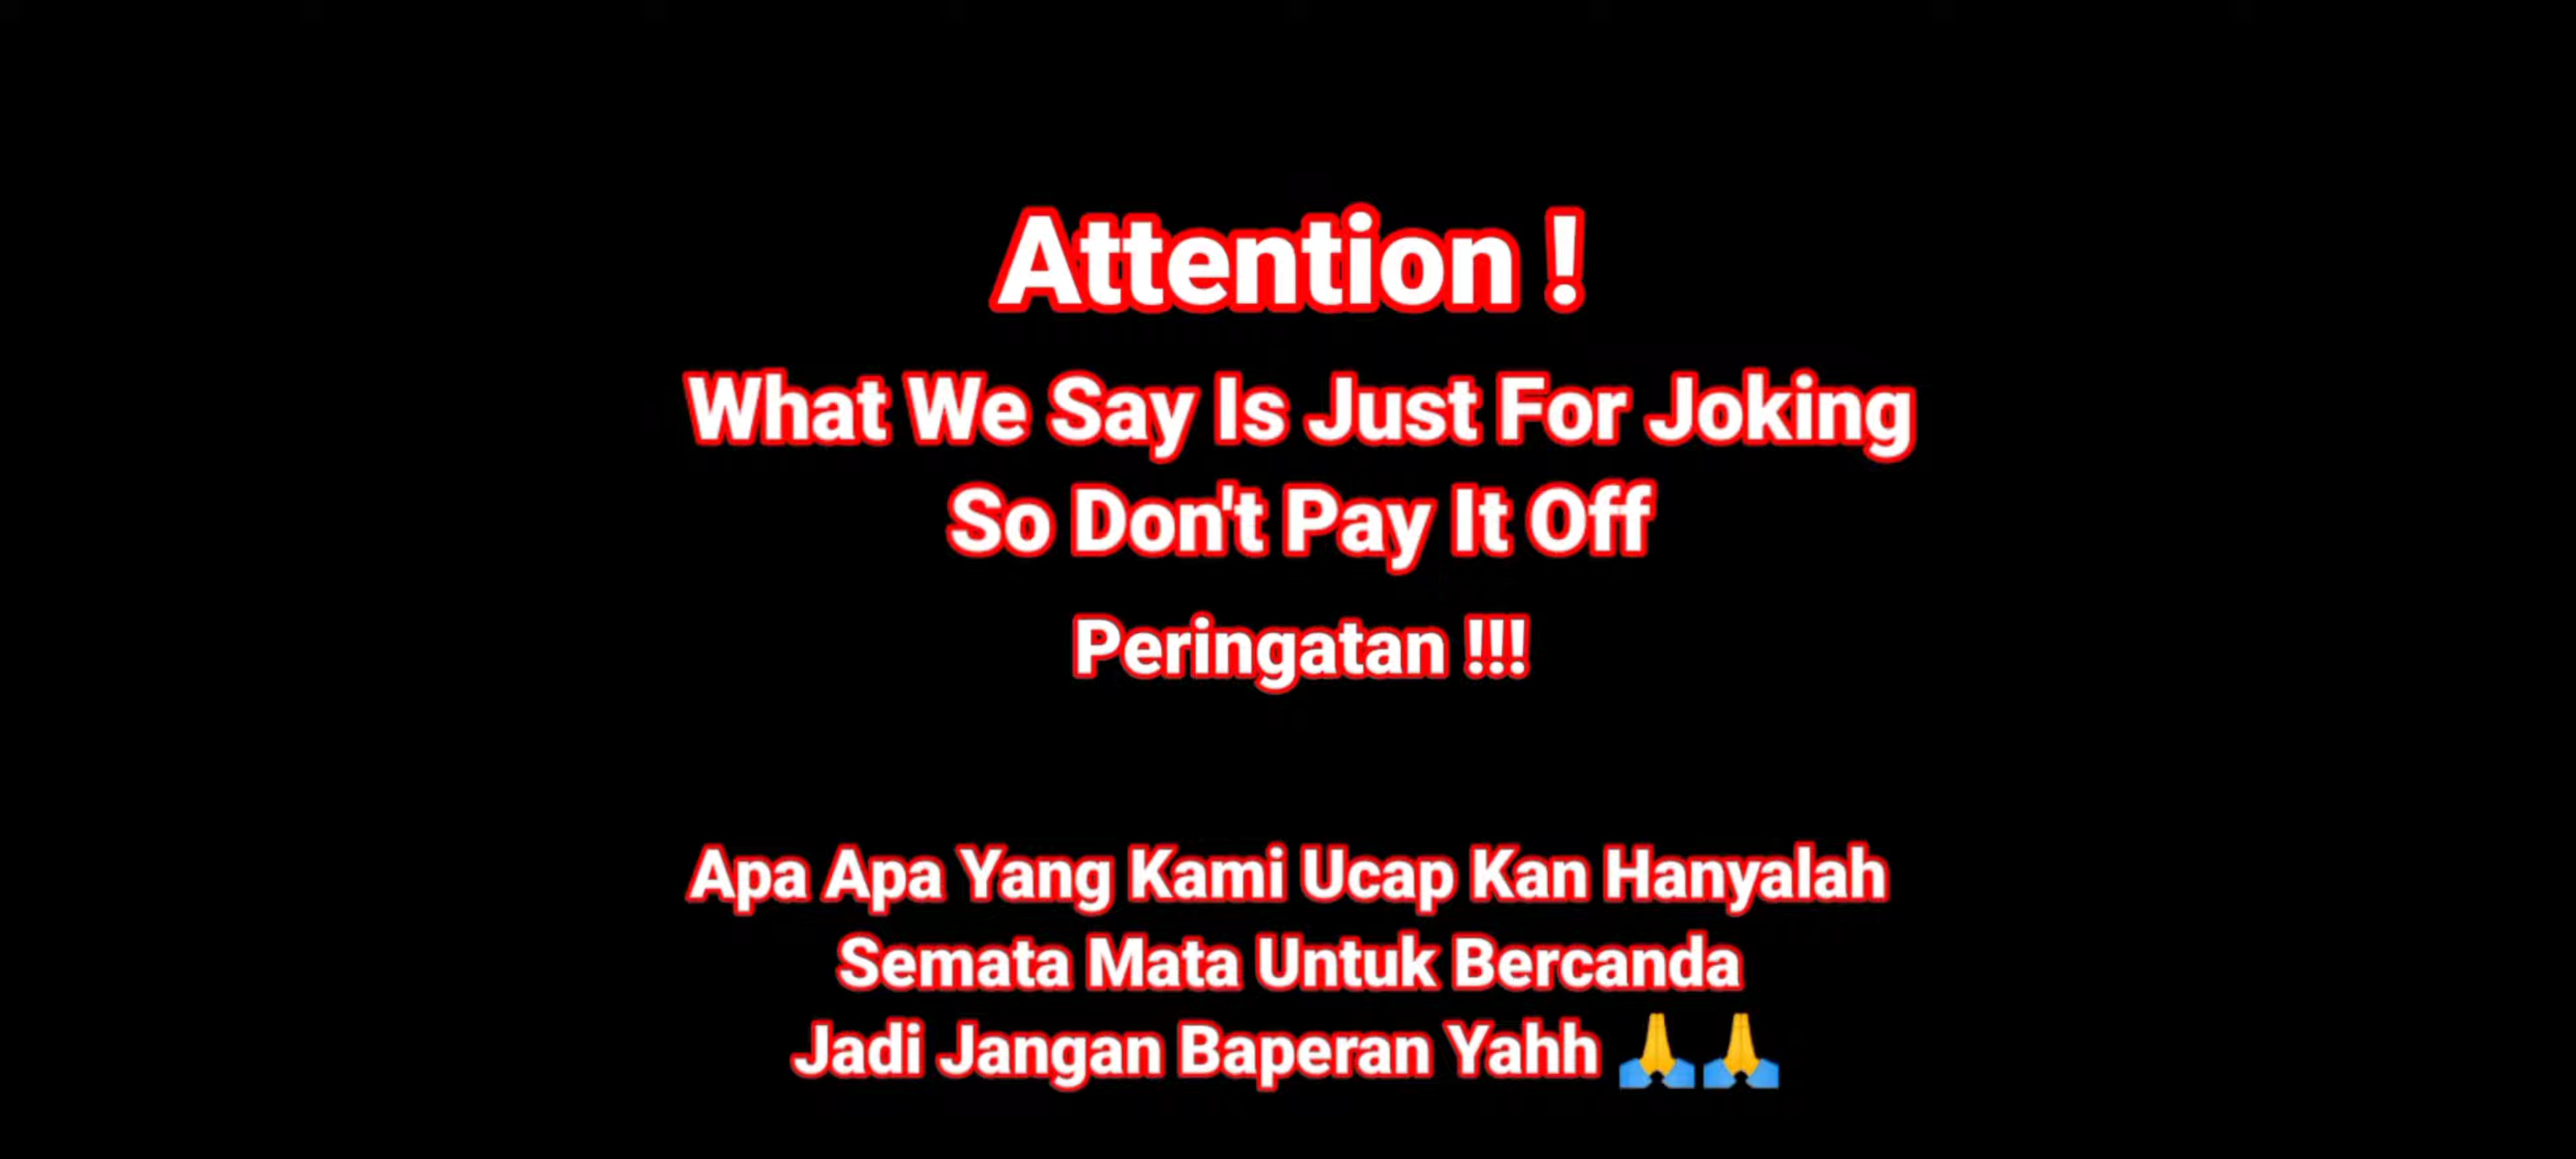 Attention !
What We Say Is Just For Joking
So Don't Pay It Off
Peringatan !!!
Apa Apa Yang Kami Ucap Kan Hanyalah
Semata Mata Untuk Bercanda
Jadi Jangan Baperan Yahh 🙏🙏